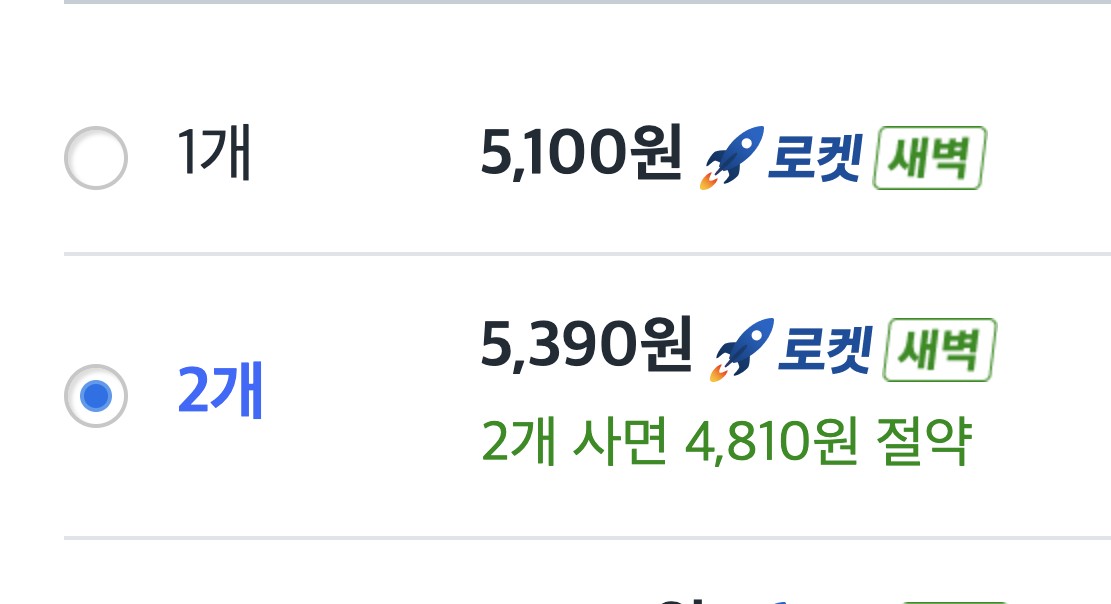 1개 5,100원 로켓 새벽
2개 5,390원 로켓 새벽
2개 사면 4,810원 절약